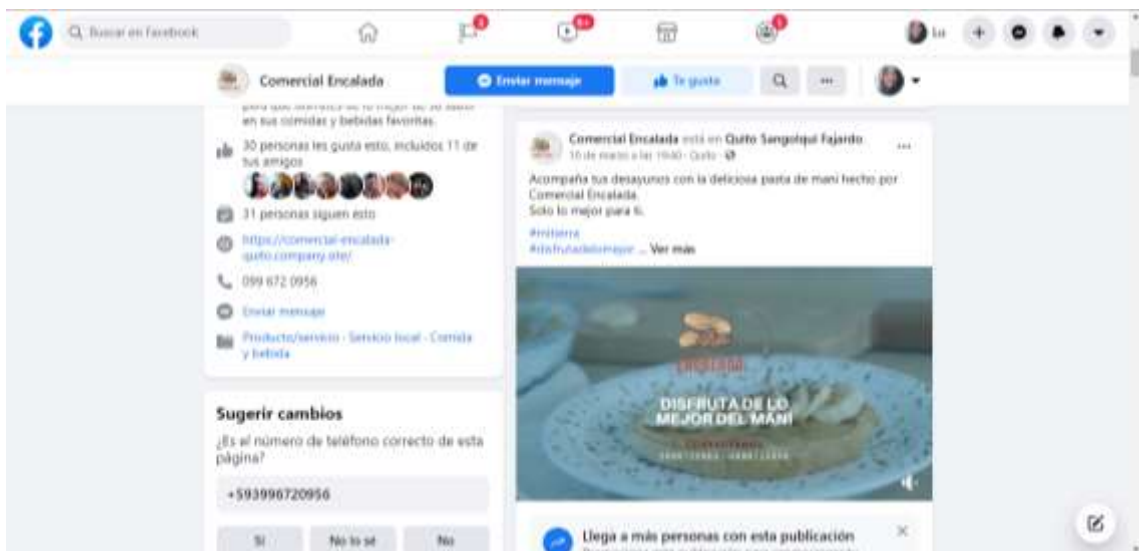 Buscar en Facebook
Comercial Encalada
Enviar mensaje
Te gusta
en sus comidas y bebidas favoritas.
30 personas les gusta esto, incluidos 11 de
tus amigos
31 personas siguen esto
https://comercial-encalada-
quito.company.site/
099 672 0956
Enviar mensaje
Producto/servicio · Servicio local · Comida
y bebida
Sugerir cambios
¿Es el número de teléfono correcto de esta
página?
+593996720956
Sí
No lo sé
No
Comercial Encalada está en Quito Sangolqui Fajardo
10 de marzo a las 19:40 · Quito
Acompaña tus desayunos con la deliciosa pasta de maní hecho por
Comercial Encalada.
Solo lo mejor para ti.
#mitierra
#disfrutadelomejor ... Ver más
ENCALADA
DISFRUTA DE LO
MEJOR DEL MANÍ
Llega a más personas con esta publicación